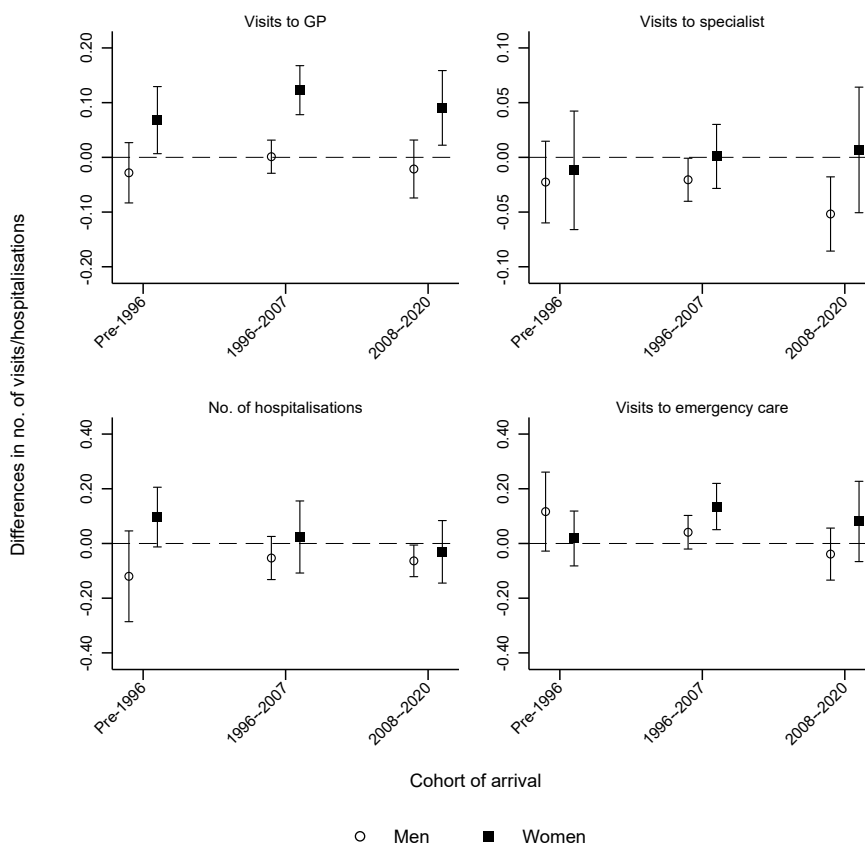 Visits to GP
0.20
0.10
0.00
-0.10
-0.20
Pre-1996
1996–2007
2008–2020
Visits to specialist
0.10
0.05
0.00
-0.05
-0.10
Pre-1996
1996–2007
2008–2020
Differences in no. of visits/hospitalisations
No. of hospitalisations
0.40
0.20
0.00
-0.20
-0.40
Pre-1996
1996–2007
2008–2020
Visits to emergency care
0.40
0.20
0.00
-0.20
-0.40
Pre-1996
1996–2007
2008–2020
Cohort of arrival
Men Women